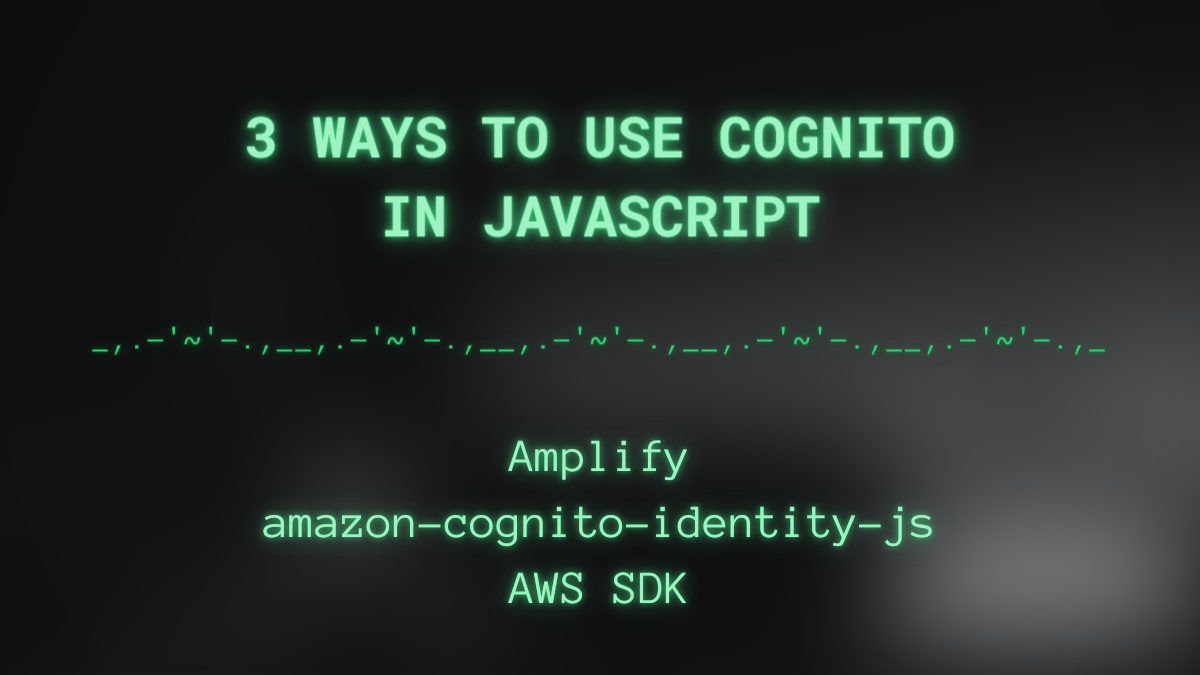 3 WAYS TO USE COGNITO
IN JAVASCRIPT
_,.-'~'-.,__,.-'~'-.,__,.-'~'-.,__,.-'~'-.,__,.-'~'-.,_
Amplify
amazon-cognito-identity-js
AWS SDK